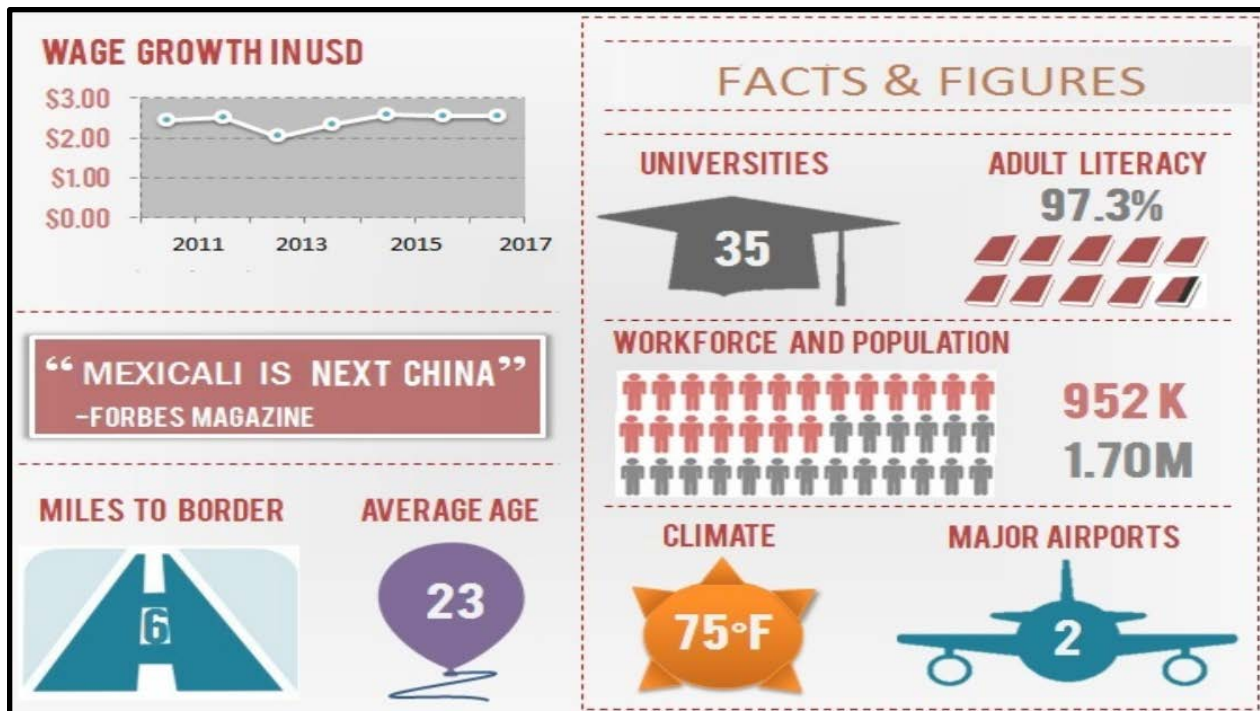 WAGE GROWTH IN USD
$3.00
$2.00
$1.00
$0.00
2011 2013 2015 2017
“ MEXICALI IS NEXT CHINA”
–FORBES MAGAZINE
MILES TO BORDER
6
AVERAGE AGE
23
FACTS & FIGURES
UNIVERSITIES
35
ADULT LITERACY
97.3%
WORKFORCE AND POPULATION
952 K
1.70M
CLIMATE
75°F
MAJOR AIRPORTS
2